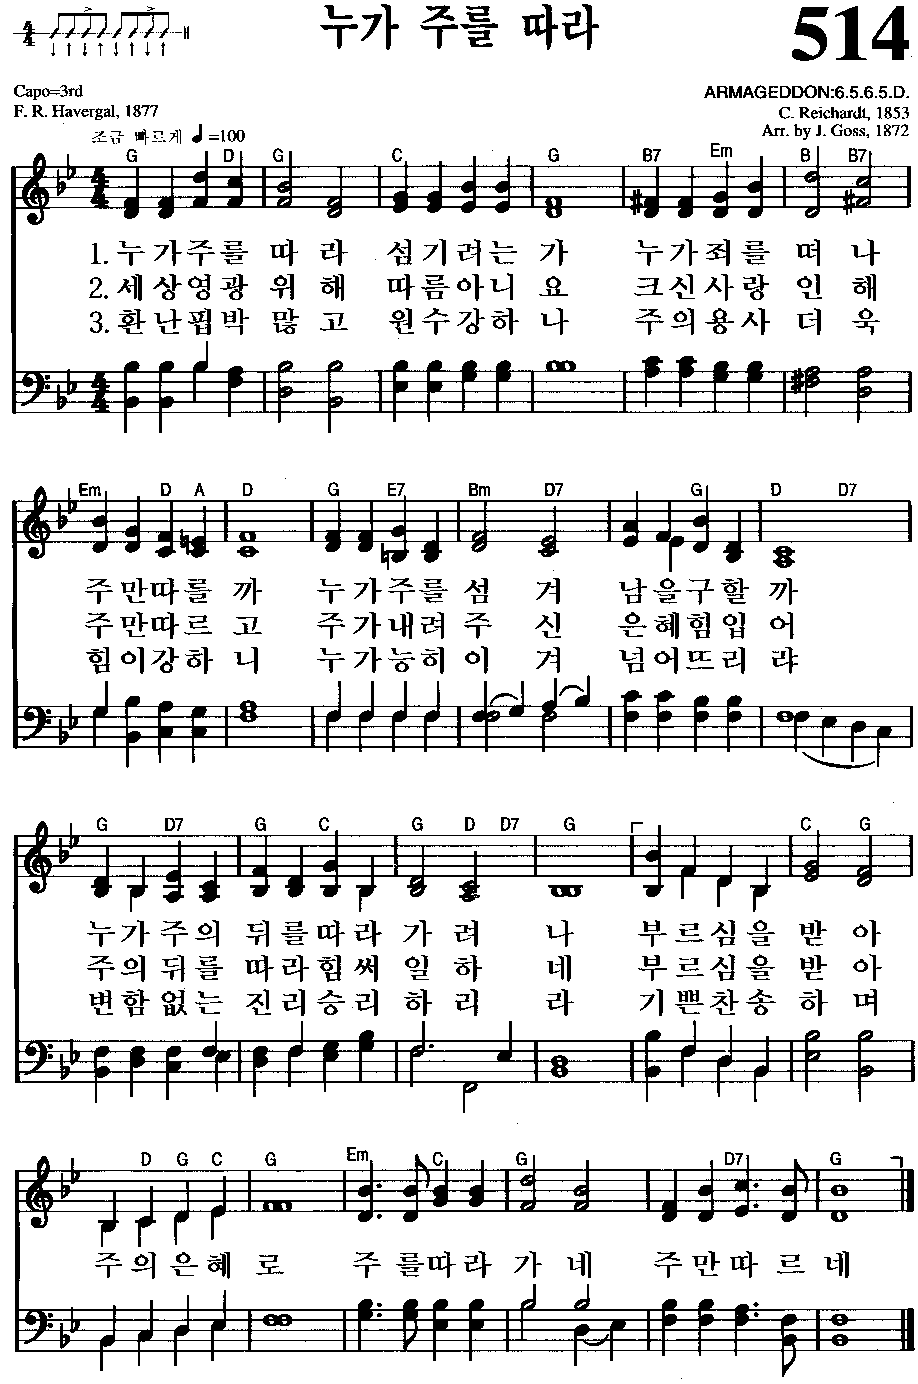 4/4 누가 주를 따라 514
Capo=3rd ARMAGEDDON:6.5.6.5.D.
F. R. Havergal, 1877 C. Reichardt, 1853
조금 빠르게 ♩=100 Arr. by J. Goss, 1872
G D G C G B7 Em B B7
1. 누가주를 따라 섬기려는가 누가죄를 떠나
2. 세상영광 위해 따름아니요 크신사랑 인해
3. 환난핍박 많고 원수강하나 주의용사 더욱
Em D A D G E7 Bm D7 G D D7
주만따를까 누가주를 섬겨 남을구할까
주만따르고 주가내려 주신 은혜힘입어
힘이강하니 누가능히 이겨 넘어뜨리랴
G D7 G C G D D7 G C G
누가주의 뒤를따라 가려나 부르심을 받아
주의뒤를 따라힘써 일하네 부르심을 받아
변함없는 진리승리 하리라 기쁜찬송 하며
D G C G Em C G D7 G
주의은혜로 주를따라가네 주만따르네